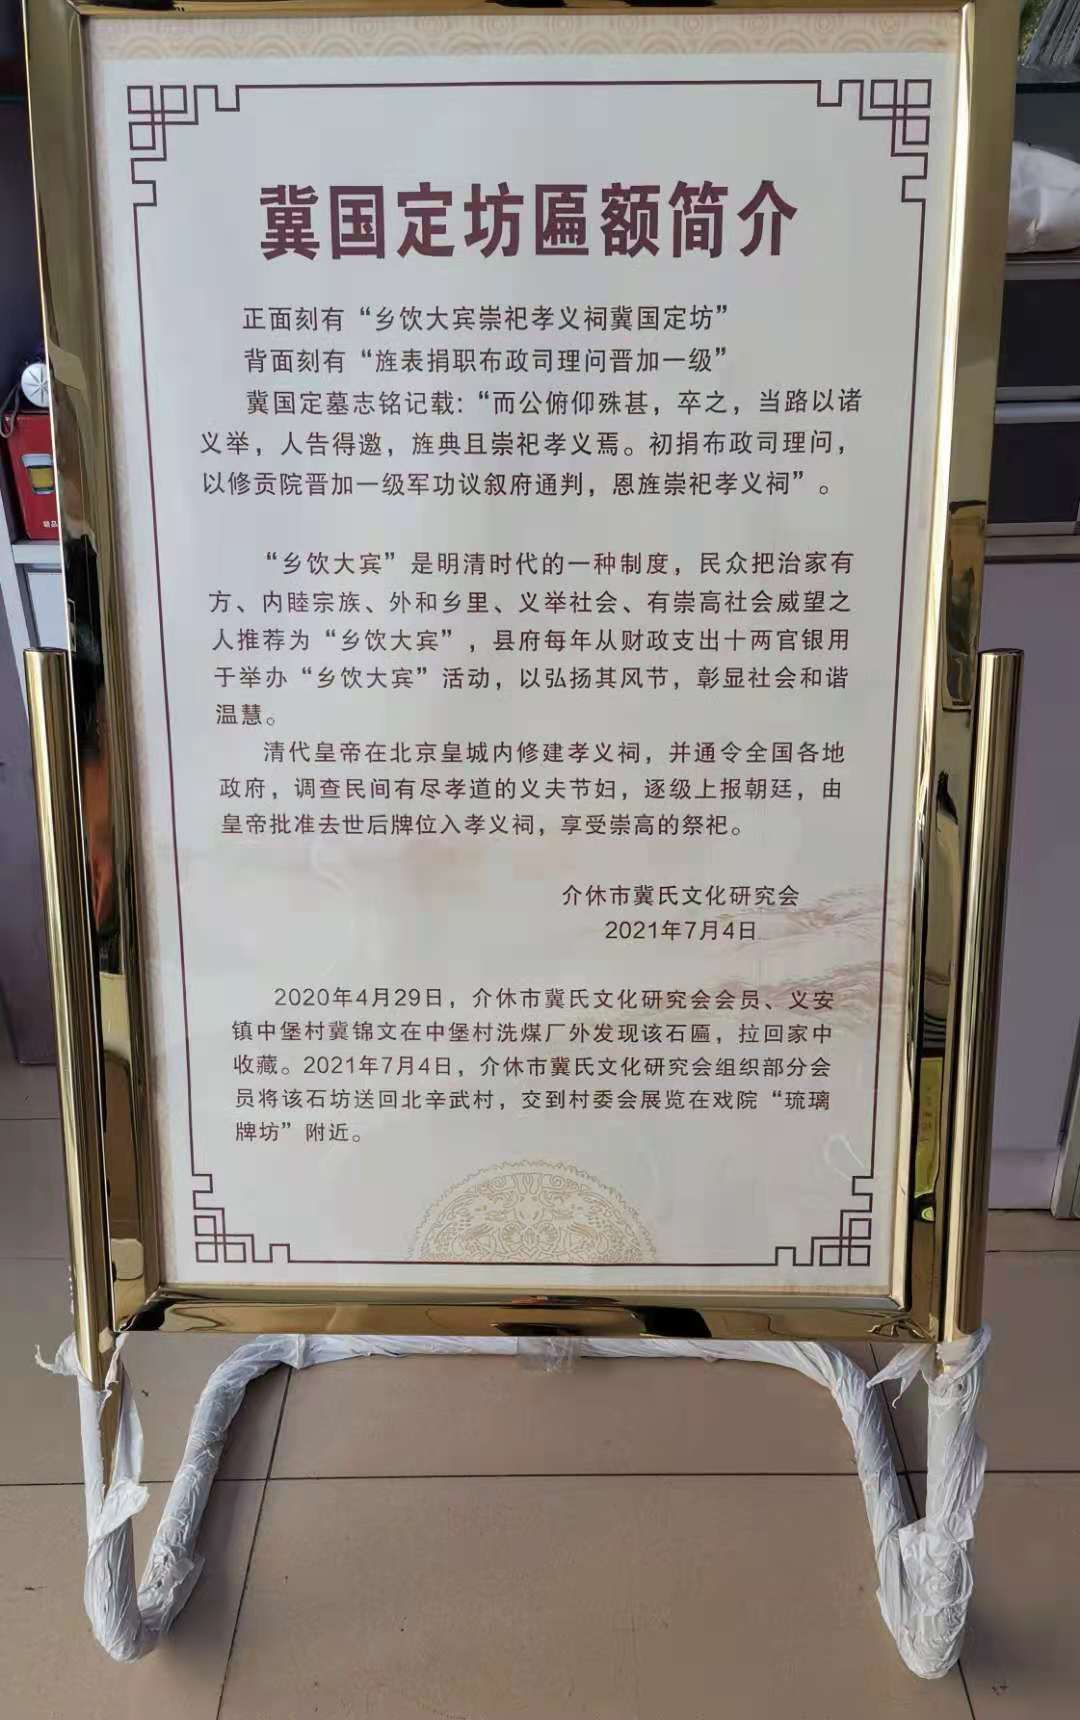 冀国定坊匾额简介
正面刻有“乡饮大宾崇祀孝义祠冀国定坊”
背面刻有“旌表捐职布政司理问晋加一级”
冀国定墓志铭记载：“而公俯仰殊甚，卒之，当路以诸
义举，人告得邀，旌典且崇祀孝义焉。初捐布政司理问，
以修贡院晋加一级军功议叙府通判，恩旌崇祀孝义祠”。
“乡饮大宾”是明清时代的一种制度，民众把治家有
方、内睦宗族、外和乡里、义举社会、有崇高社会威望之
人推荐为“乡饮大宾”，县府每年从财政支出十两官银用
于举办“乡饮大宾”活动，以弘扬其风节，彰显社会和谐
温慧。
清代皇帝在北京皇城内修建孝义祠，并通令全国各地
政府，调查民间有尽孝道的义夫节妇，逐级上报朝廷，由
皇帝批准去世后牌位入孝义祠，享受崇高的祭祀。
介休市冀氏文化研究会
2021年7月4日
2020年4月29日，介休市冀氏文化研究会会员、义安
镇中堡村冀锦文在中堡村洗煤厂外发现该石匾，拉回家中
收藏。2021年7月4日，介休市冀氏文化研究会组织部分会
员将该石坊送回北辛武村，交到村委会展览在戏院“琉璃
牌坊”附近。